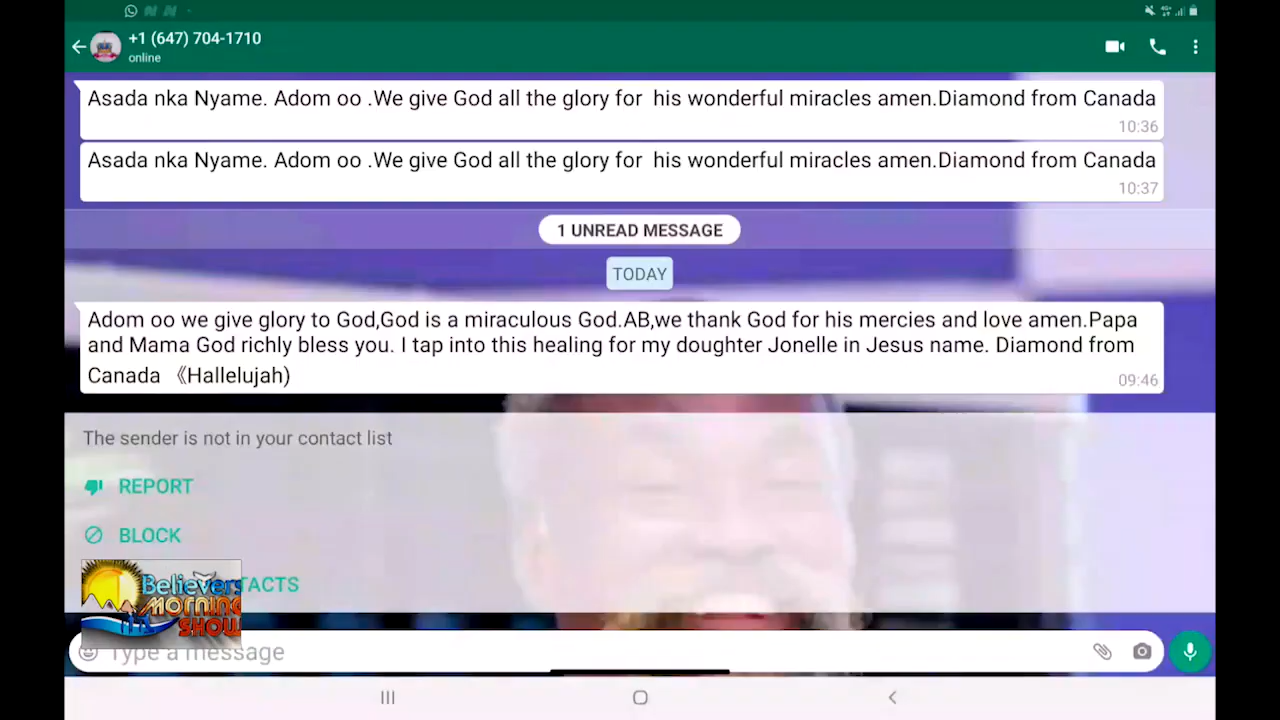 +1 (647) 704-1710
online
Asada nka Nyame. Adom oo .We give God all the glory for his wonderful miracles amen.Diamond from Canada
10:36
Asada nka Nyame. Adom oo .We give God all the glory for his wonderful miracles amen.Diamond from Canada
10:37
1 UNREAD MESSAGE
TODAY
Adom oo we give glory to God,God is a miraculous God.AB,we thank God for his mercies and love amen.Papa
and Mama God richly bless you. I tap into this healing for my doughter Jonelle in Jesus name. Diamond from
Canada 《Hallelujah)
09:46
The sender is not in your contact list
REPORT
BLOCK
TACTS
Believers
MORNING
SHOW
Type a message